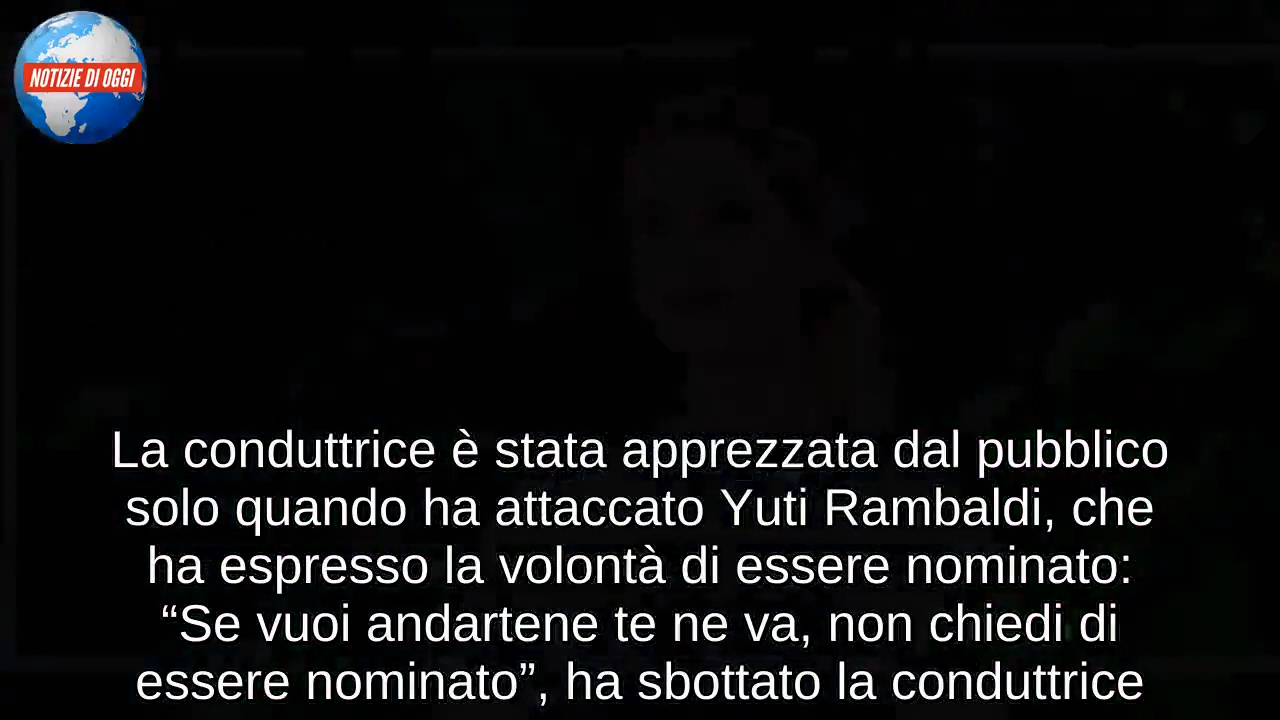 NOTIZIE DI OGGI
La conduttrice è stata apprezzata dal pubblico
solo quando ha attaccato Yuti Rambaldi, che
ha espresso la volontà di essere nominato:
“Se vuoi andartene te ne va, non chiedi di
essere nominato”, ha sbottato la conduttrice